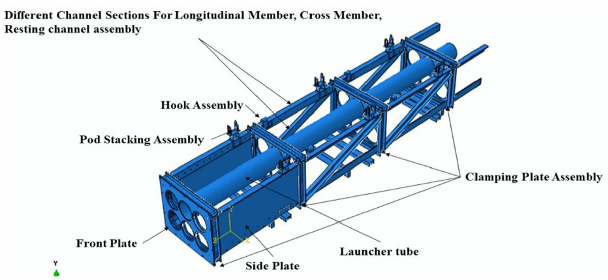 Different Channel Sections For Longitudinal Member, Cross Member,
Resting channel assembly
Hook Assembly
Pod Stacking Assembly
Clamping Plate Assembly
Front Plate
Launcher tube
Side Plate
Y